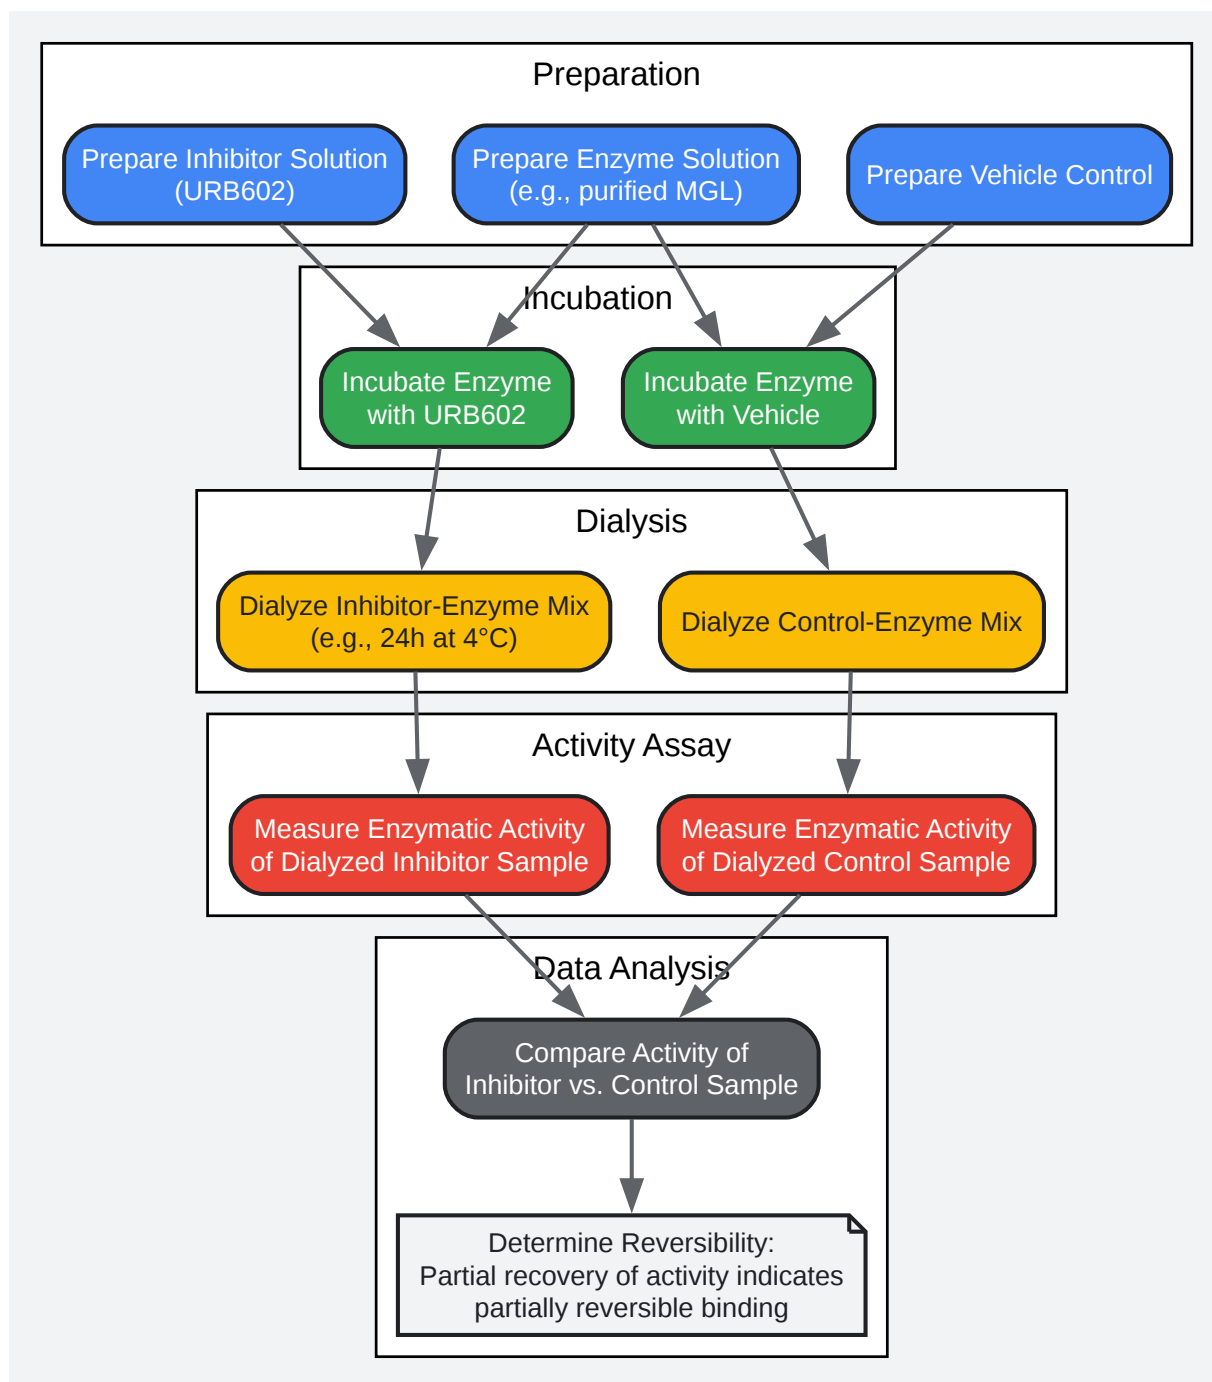 Preparation
Prepare Inhibitor Solution
(URB602)
Prepare Enzyme Solution
(e.g., purified MGL)
Prepare Vehicle Control
Incubation
Incubate Enzyme
with URB602
Incubate Enzyme
with Vehicle
Dialysis
Dialyze Inhibitor-Enzyme Mix
(e.g., 24h at 4°C)
Dialyze Control-Enzyme Mix
Activity Assay
Measure Enzymatic Activity
of Dialyzed Inhibitor Sample
Measure Enzymatic Activity
of Dialyzed Control Sample
Data Analysis
Compare Activity of
Inhibitor vs. Control Sample
Determine Reversibility:
Partial recovery of activity indicates
partially reversible binding